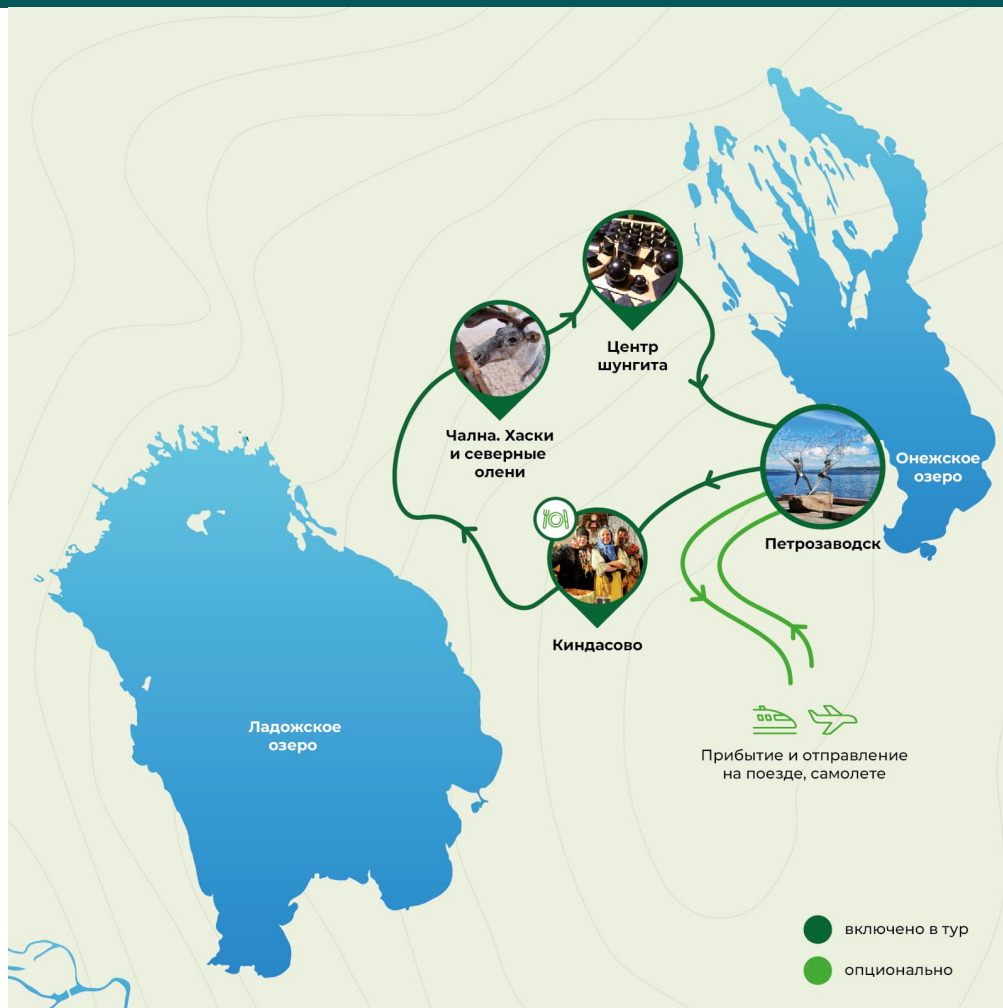 Центр
шунгита
Чална. Хаски
и северные
олени
Онежское
озеро
Петрозаводск
Киндасово
Ладожское
озеро
Прибытие и отправление
на поезде, самолете
включено в тур
опционально